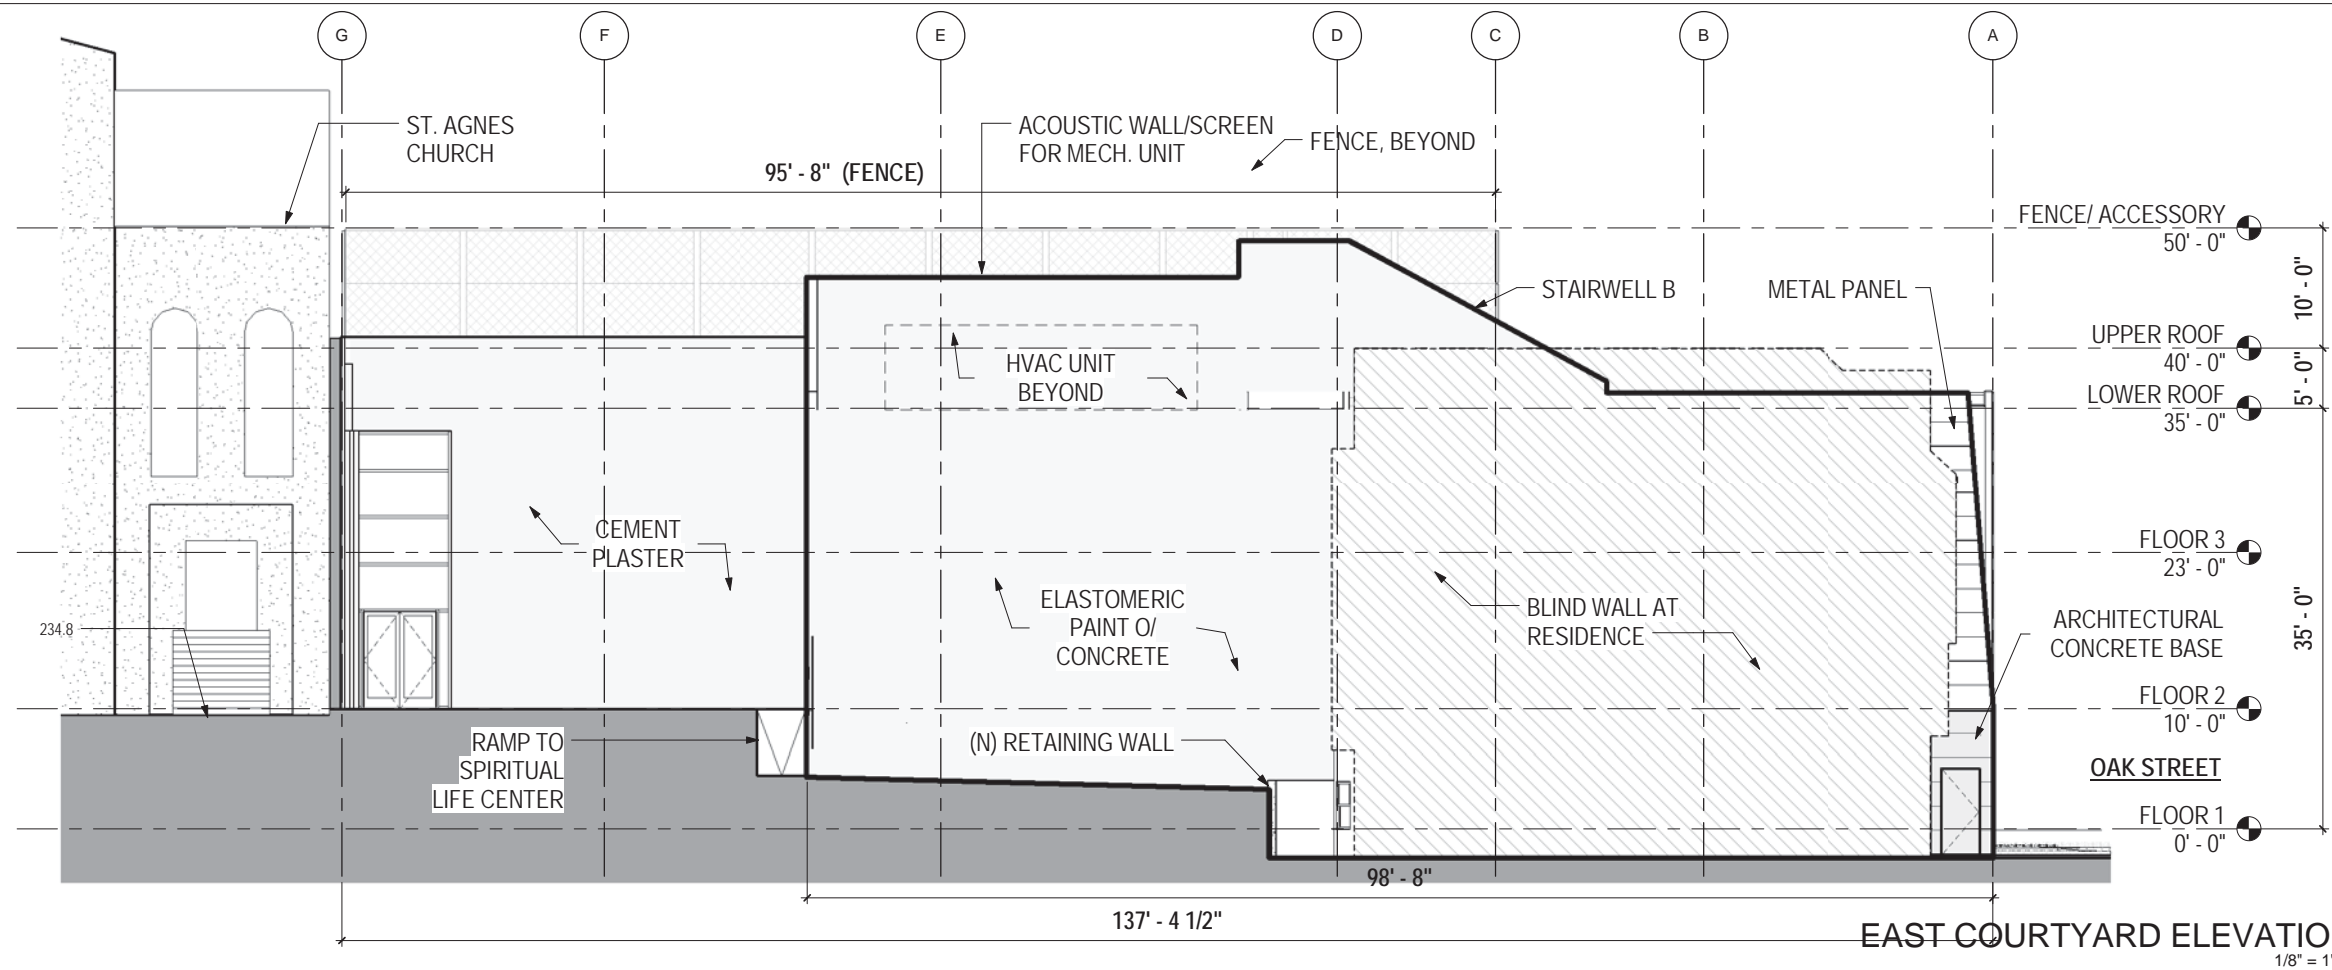 G F E D C B A
ST. AGNES
CHURCH
ACOUSTIC WALL/SCREEN
FOR MECH. UNIT
FENCE, BEYOND
95' - 8" (FENCE)
FENCE/ ACCESSORY
50' - 0"
10' - 0"
STAIRWELL B
METAL PANEL
UPPER ROOF
40' - 0"
5' - 0"
HVAC UNIT
BEYOND
LOWER ROOF
35' - 0"
CEMENT
PLASTER
FLOOR 3
23' - 0"
35' - 0"
ELASTOMERIC
PAINT O/
CONCRETE
BLIND WALL AT
RESIDENCE
ARCHITECTURAL
CONCRETE BASE
234.8
FLOOR 2
10' - 0"
RAMP TO
SPIRITUAL
LIFE CENTER
(N) RETAINING WALL
OAK STREET
FLOOR 1
0' - 0"
98' - 8"
137' - 4 1/2"
EAST COURTYARD ELEVATIO
1/8" = 1'